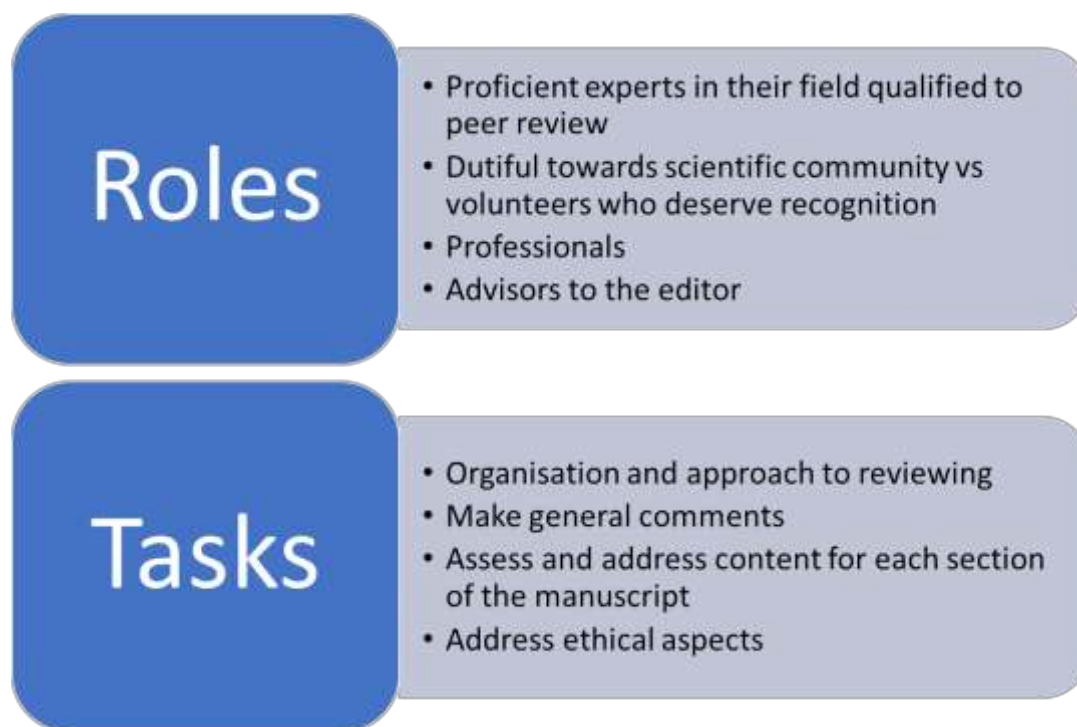 Roles
• Proficient experts in their field qualified to
peer review
• Dutiful towards scientific community vs
volunteers who deserve recognition
• Professionals
• Advisors to the editor
Tasks
• Organisation and approach to reviewing
• Make general comments
• Assess and address content for each section
of the manuscript
• Address ethical aspects